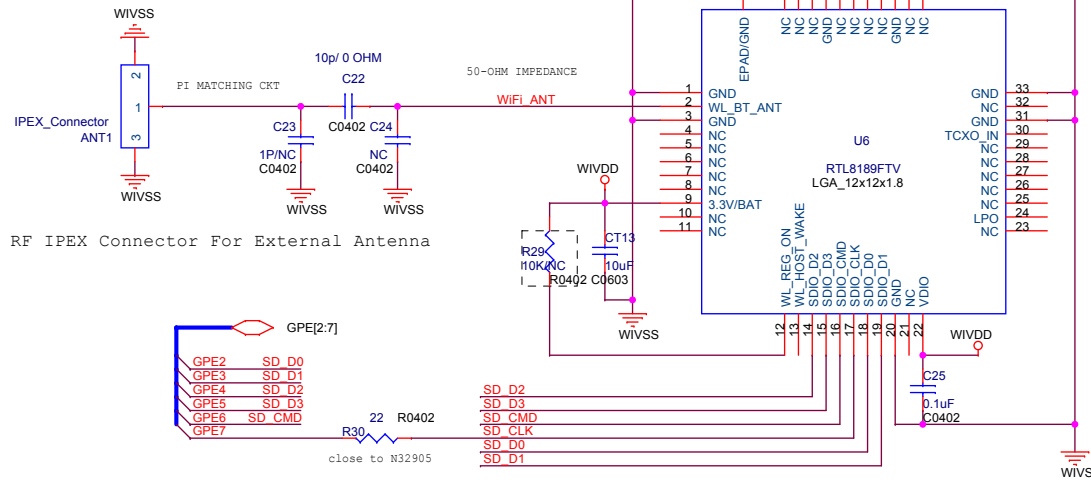 WIVSS
2
1
3
IPEX_Connector
ANT1
WIVSS
PI MATCHING CKT
10p/ 0 OHM
C22
C0402
C23
1P/NC
C0402
WIVSS
C24
NC
C0402
WIVSS
50-OHM IMPEDANCE
WiFi_ANT
RF IPEX Connector For External Antenna
EPAD/GND
NC
NC
NC
GND
NC
NC
NC
NC
GND
NC
1 GND
2 WL_BT_ANT
3 GND
4 NC
5 NC
6 NC
7 NC
8 NC
9 3.3V/BAT
10 NC
11 NC
U6
RTL8189FTV
LGA_12x12x1.8
GND 33
NC 32
GND 31
TCXO_IN 30
NC 29
NC 28
NC 27
NC 26
NC 25
LPO 24
NC 23
WL_REG_ON 12
WL_HOST_WAKE 13
SDIO_D2 14
SDIO_D3 15
SDIO_CMD 16
SDIO_CLK 17
SDIO_D0 18
SDIO_D1 19
GND 20
NC 21
VDIO 22
WIVDD
R29
10K/NC
R0402
CT13
10uF
C0603
WIVSS
WIVDD
C25
0.1uF
C0402
WIVS
GPE[2:7]
GPE2 SD_D0
GPE3 SD_D1
GPE4 SD_D2
GPE5 SD_D3
GPE6 SD_CMD
GPE7
22
R0402
R30
close to N32905
SD_D2
SD_D3
SD_CMD
SD_CLK
SD_D0
SD_D1